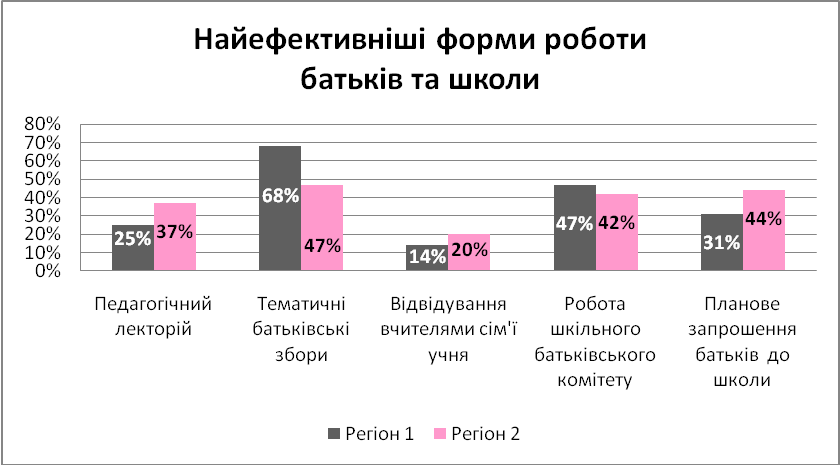 Найефективніші форми роботи
батьків та школи
80%
70%
60%
50%
40%
30%
20%
10%
0%
25%
37%
68%
47%
14%
20%
47%
42%
31%
44%
Педагогічний
лекторій
Тематичні
батьківські
збори
Відвідування
вчителями сім'ї
учня
Робота
шкільного
батьківського
комітету
Планове
запрошення
батьків до
школи
Регіон 1
Регіон 2